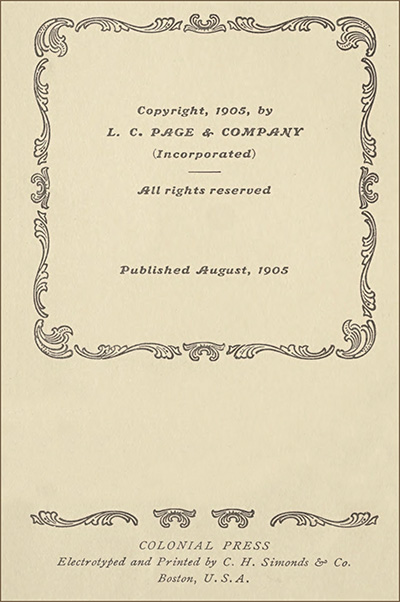 Copyright, 1905, by
L. C. PAGE & COMPANY
(Incorporated)
All rights reserved
Published August, 1905
COLONIAL PRESS
Electrotyped and Printed by C. H. Simonds & Co.
Boston, U.S.A.